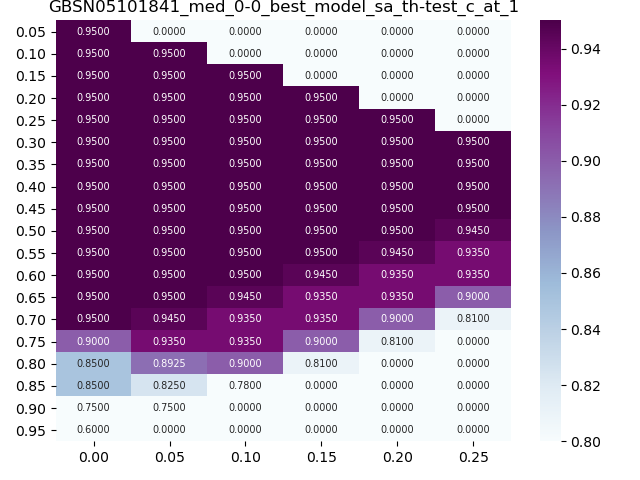 GBSN05101841_med_0-0_best_model_sa_th-test_c_at_1
0.05 0.9500 0.0000 0.0000 0.0000 0.0000 0.0000
0.10 0.9500 0.9500 0.0000 0.0000 0.0000 0.0000
0.15 0.9500 0.9500 0.9500 0.0000 0.0000 0.0000
0.20 0.9500 0.9500 0.9500 0.9500 0.0000 0.0000
0.25 0.9500 0.9500 0.9500 0.9500 0.9500 0.0000
0.30 0.9500 0.9500 0.9500 0.9500 0.9500 0.9500
0.35 0.9500 0.9500 0.9500 0.9500 0.9500 0.9500
0.40 0.9500 0.9500 0.9500 0.9500 0.9500 0.9500
0.45 0.9500 0.9500 0.9500 0.9500 0.9500 0.9500
0.50 0.9500 0.9500 0.9500 0.9500 0.9500 0.9450
0.55 0.9500 0.9500 0.9500 0.9500 0.9450 0.9350
0.60 0.9500 0.9500 0.9500 0.9450 0.9350 0.9350
0.65 0.9500 0.9500 0.9450 0.9350 0.9350 0.9000
0.70 0.9500 0.9450 0.9350 0.9350 0.9000 0.8100
0.75 0.9000 0.9350 0.9350 0.9000 0.8100 0.0000
0.80 0.8500 0.8925 0.9000 0.8100 0.0000 0.0000
0.85 0.8500 0.8250 0.7800 0.0000 0.0000 0.0000
0.90 0.7500 0.7500 0.0000 0.0000 0.0000 0.0000
0.95 0.6000 0.0000 0.0000 0.0000 0.0000 0.0000
0.00 0.05 0.10 0.15 0.20 0.25
0.94
0.92
0.90
0.88
0.86
0.84
0.82
0.80